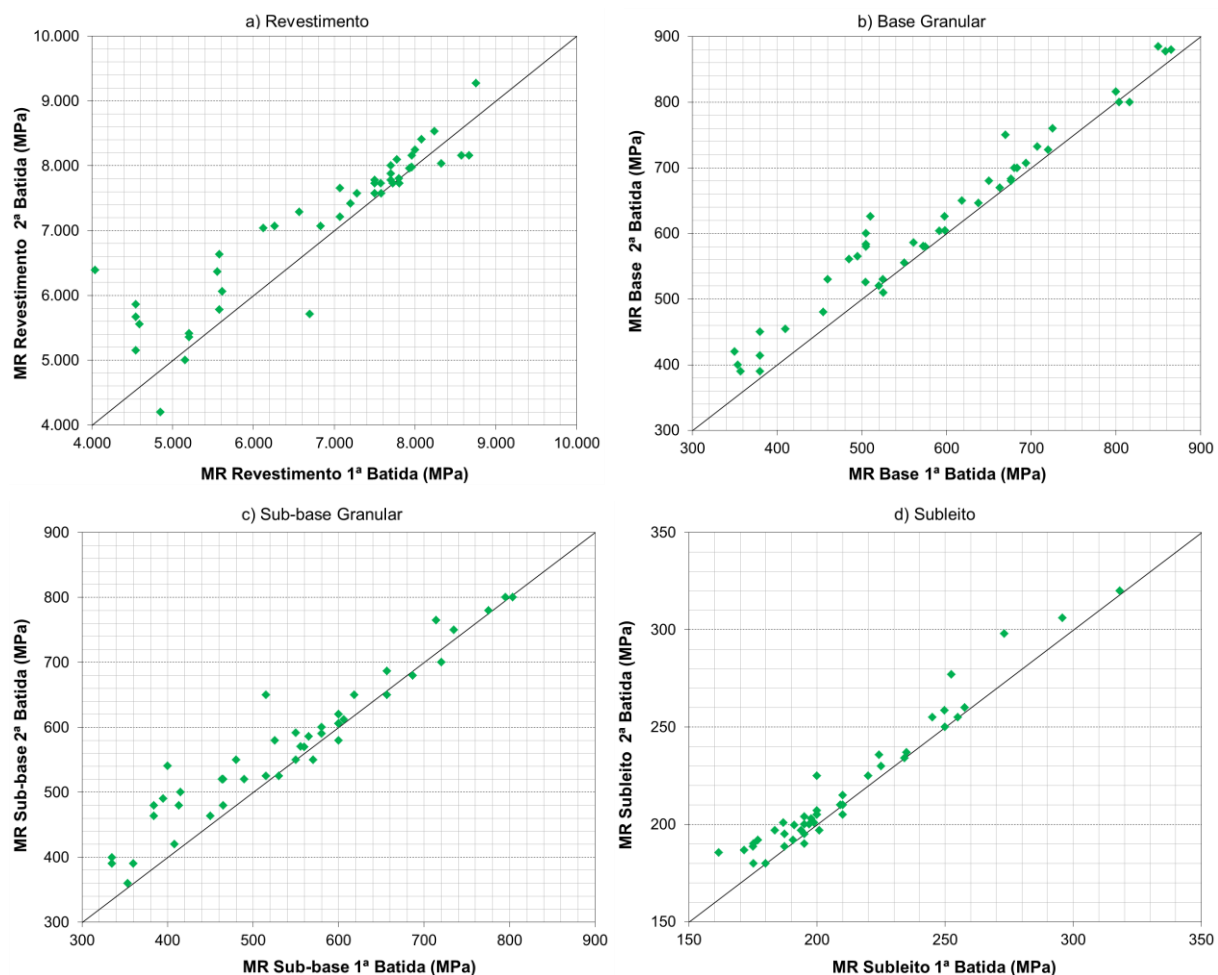 a) Revestimento
10.000
9.000
8.000
7.000
6.000
5.000
4.000
4.000 5.000 6.000 7.000 8.000 9.000 10.000
MR Revestimento 2ª Batida (MPa)
MR Revestimento 1ª Batida (MPa)
b) Base Granular
900
800
700
600
500
400
300
300 400 500 600 700 800 900
MR Base 2ª Batida (MPa)
MR Base 1ª Batida (MPa)
c) Sub-base Granular
900
800
700
600
500
400
300
300 400 500 600 700 800 900
MR Sub-base 2ª Batida (MPa)
MR Sub-base 1ª Batida (MPa)
d) Subleito
350
300
250
200
150
150 200 250 300 350
MR Subleito 2ª Batida (MPa)
MR Subleito 1ª Batida (MPa)